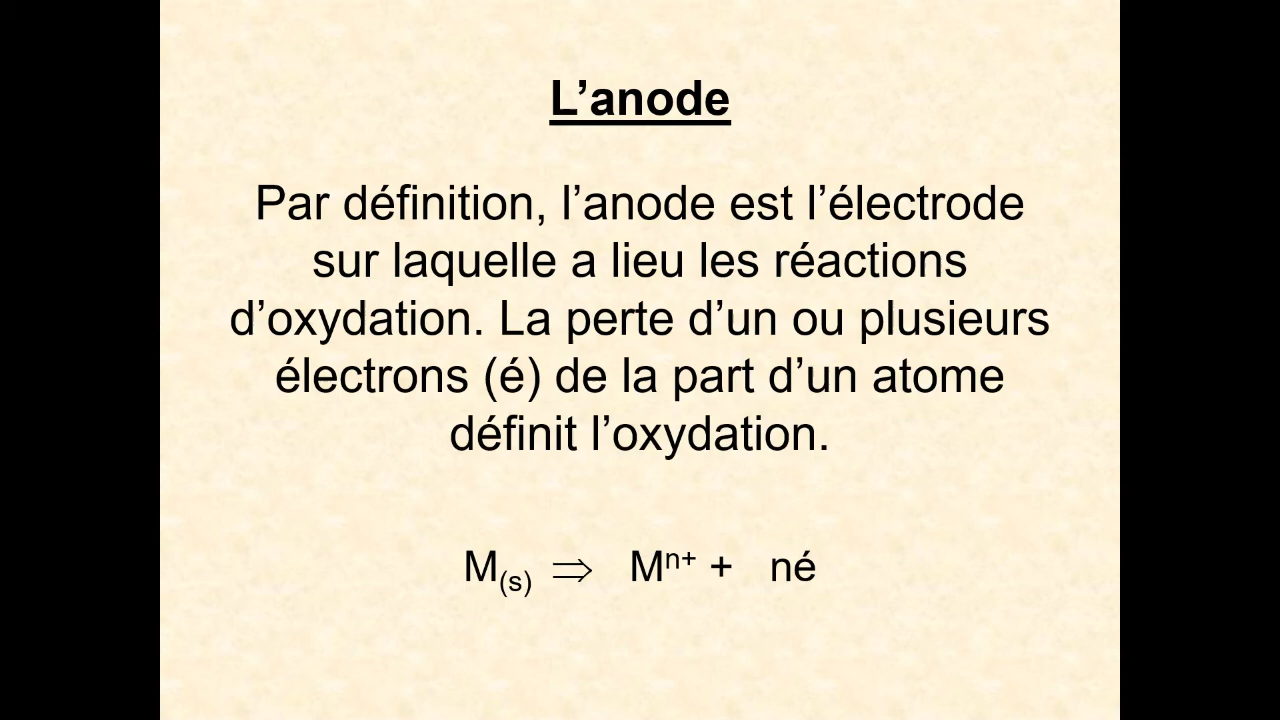 L’anode
Par définition, l’anode est l’électrode
sur laquelle a lieu les réactions
d’oxydation. La perte d’un ou plusieurs
électrons (é) de la part d’un atome
définit l’oxydation.
M(s) ⇒ Mⁿ⁺ + né